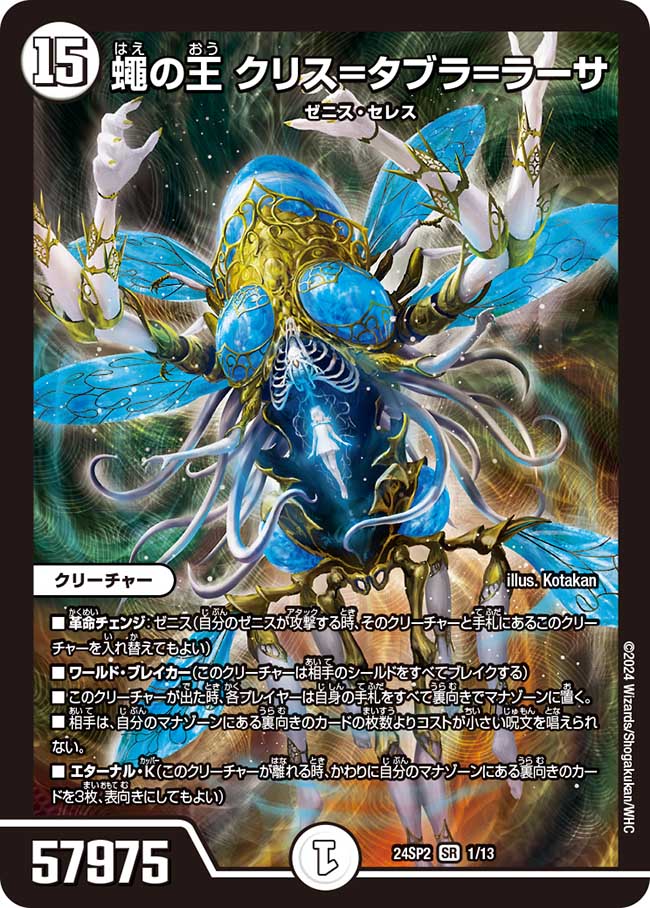 15
蠅の王 クリス=タブラ=ラーサ
ゼニス・セレス
クリーチャー
illus. Kotakan
■ 革命チェンジ：ゼニス（自分のゼニスが攻撃する時、そのクリーチャーと手札にあるこのクリー
チャーを入れ替えてもよい）
■ ワールド・ブレイカー（このクリーチャーは相手のシールドをすべてブレイクする）
■ このクリーチャーが出た時、各プレイヤーは自身の手札をすべて裏向きでマナゾーンに置く。
■ 相手は、自分のマナゾーンにある裏向きのカードの枚数よりコストが小さい呪文を唱えられ
ない。
■ エターナル・K（このクリーチャーが離れる時、かわりに自分のマナゾーンにある裏向きのカー
ドを3枚、表向きにしてもよい）
©2024 Wizards/Shogakukan/WHC
57975
24SP2 SR 1/13